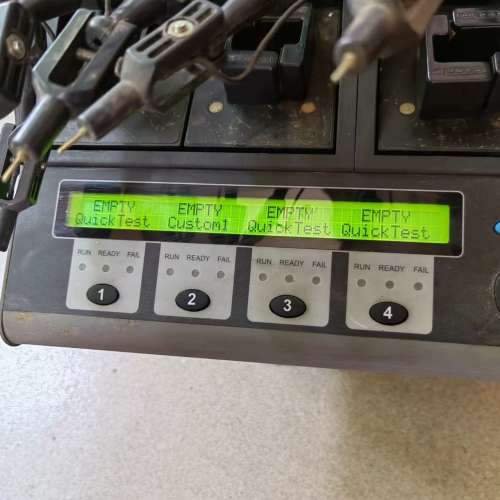 EMPTY EMPTY EMPTY EMPTY
QuickTest Custom1 QuickTest QuickTest
RUN READY FAIL RUN READY FAIL RUN READY FAIL RUN READY FAIL
1 2 3 4